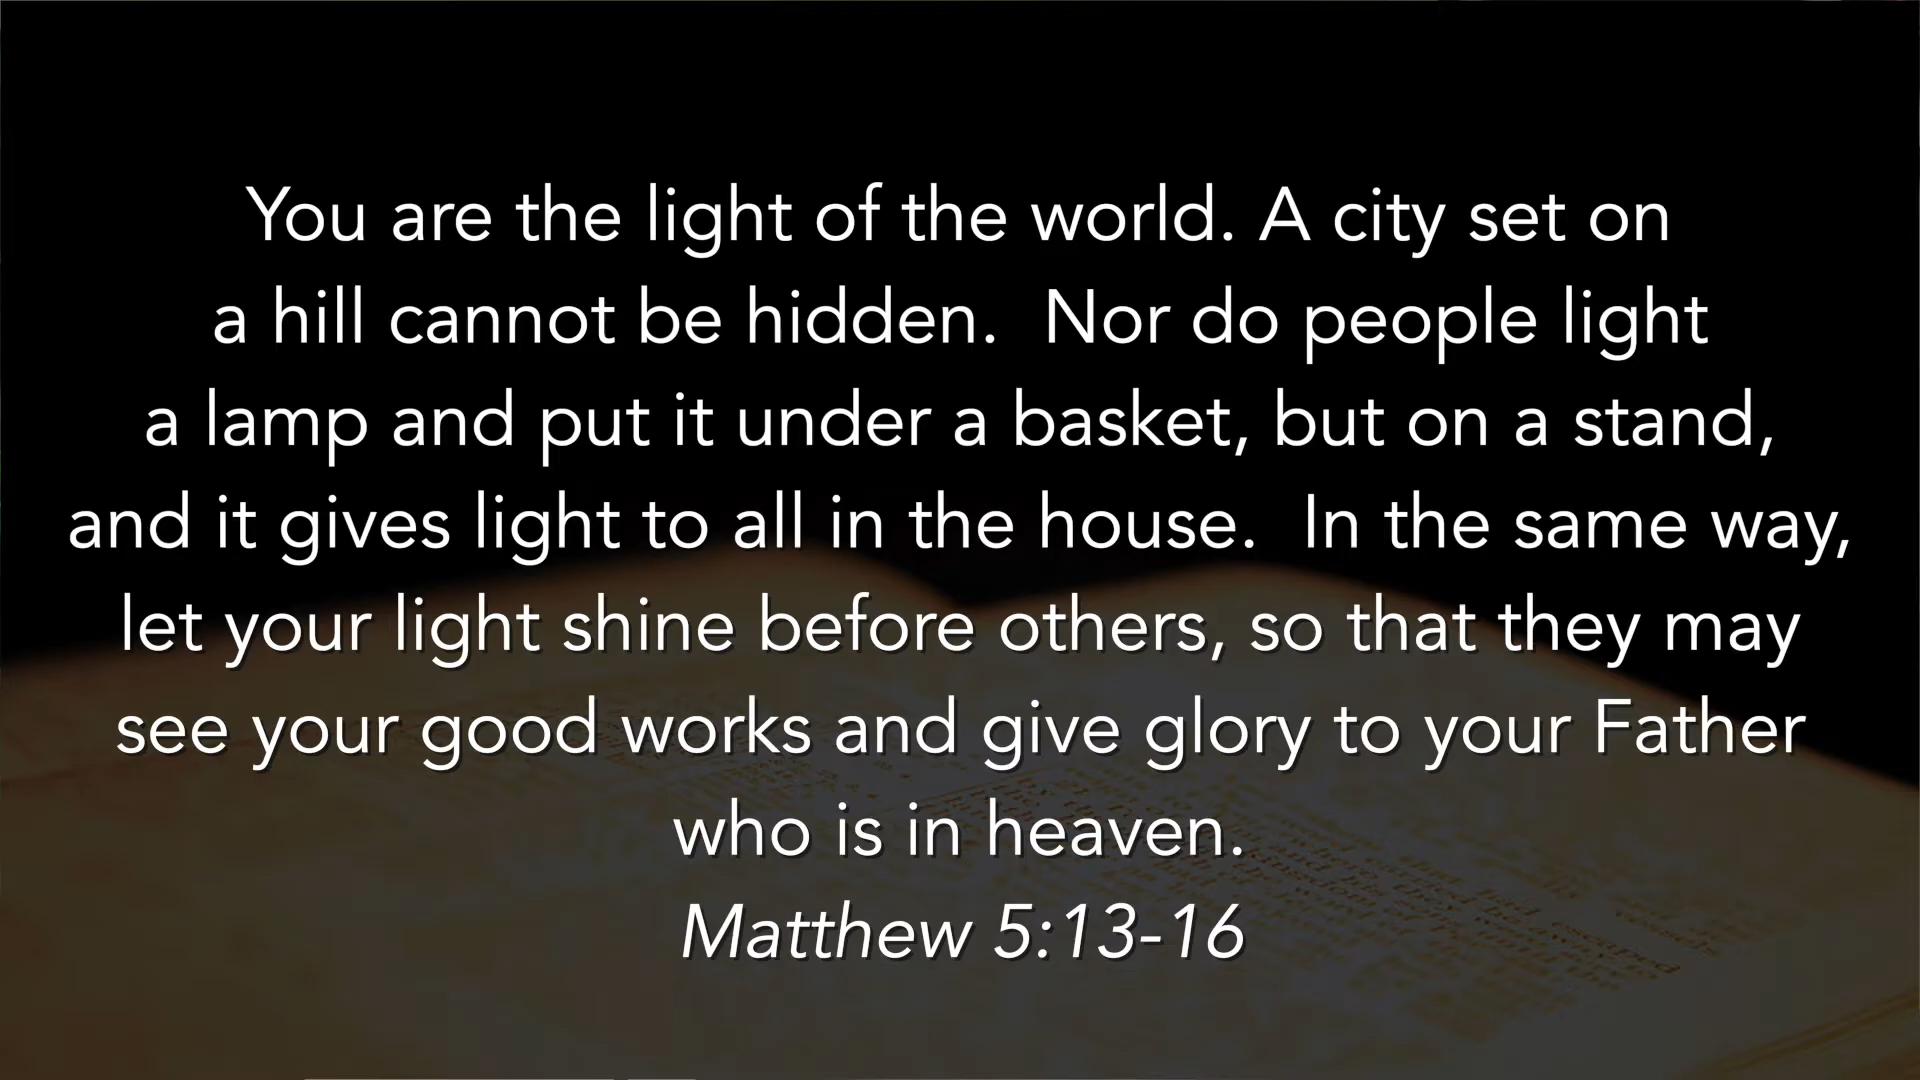 You are the light of the world. A city set on
a hill cannot be hidden.  Nor do people light
a lamp and put it under a basket, but on a stand,
and it gives light to all in the house.  In the same way,
let your light shine before others, so that they may
see your good works and give glory to your Father
who is in heaven.
Matthew 5:13-16